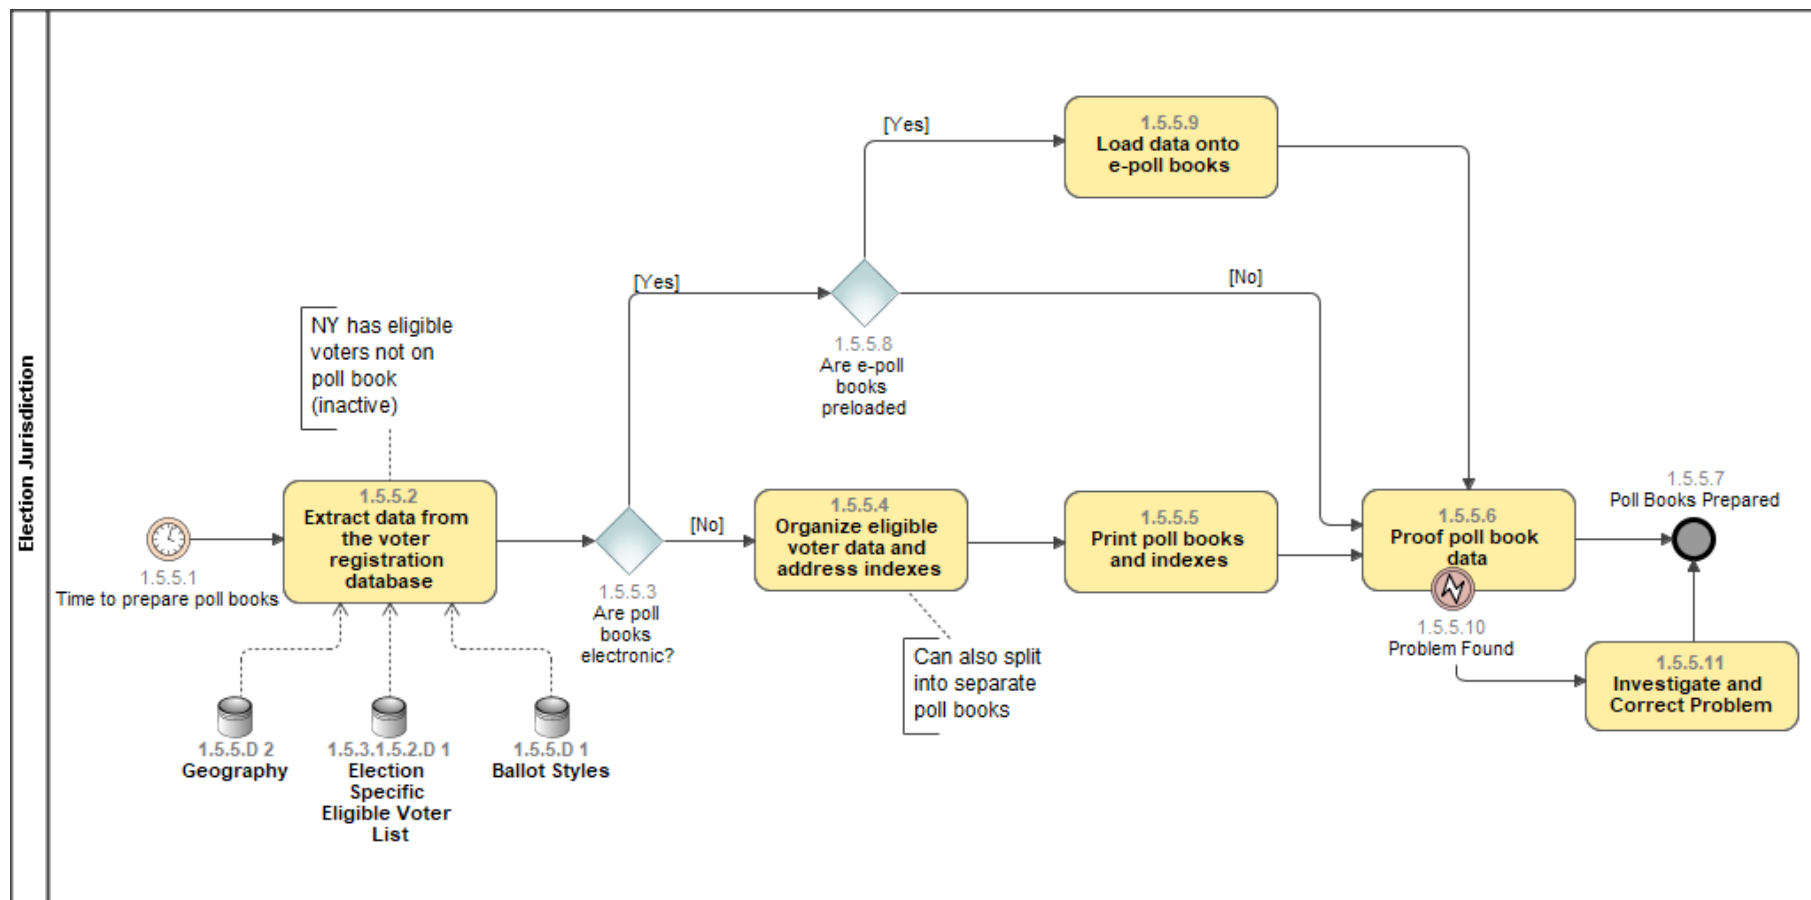 Election Jurisdiction
1.5.5.1
Time to prepare poll books
NY has eligible
voters not on
poll book
(inactive)
1.5.5.2
Extract data from
the voter
registration
database
1.5.5.D 2
Geography
1.5.3.1.5.2.D 1
Election
Specific
Eligible Voter
List
1.5.5.D 1
Ballot Styles
1.5.5.3
Are poll
books
electronic?
[Yes]
[No]
1.5.5.8
Are e-poll
books
preloaded
[Yes]
[No]
1.5.5.9
Load data onto
e-poll books
1.5.5.4
Organize eligible
voter data and
address indexes
Can also split
into separate
poll books
1.5.5.5
Print poll books
and indexes
1.5.5.6
Proof poll book
data
1.5.5.10
Problem Found
1.5.5.7
Poll Books Prepared
1.5.5.11
Investigate and
Correct Problem